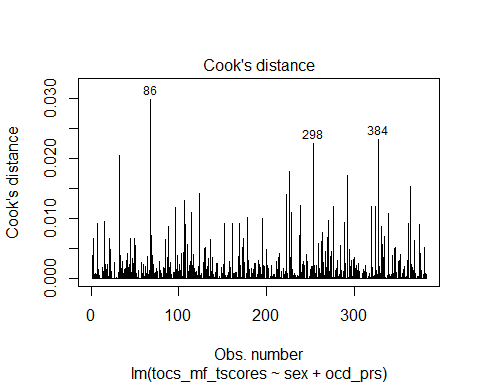 Cook's distance
86
298
384
Cook's distance
0.030
0.020
0.010
0.000
0
100
200
300
Obs. number
lm(tocs_mf_tscores ~ sex + ocd_prs)